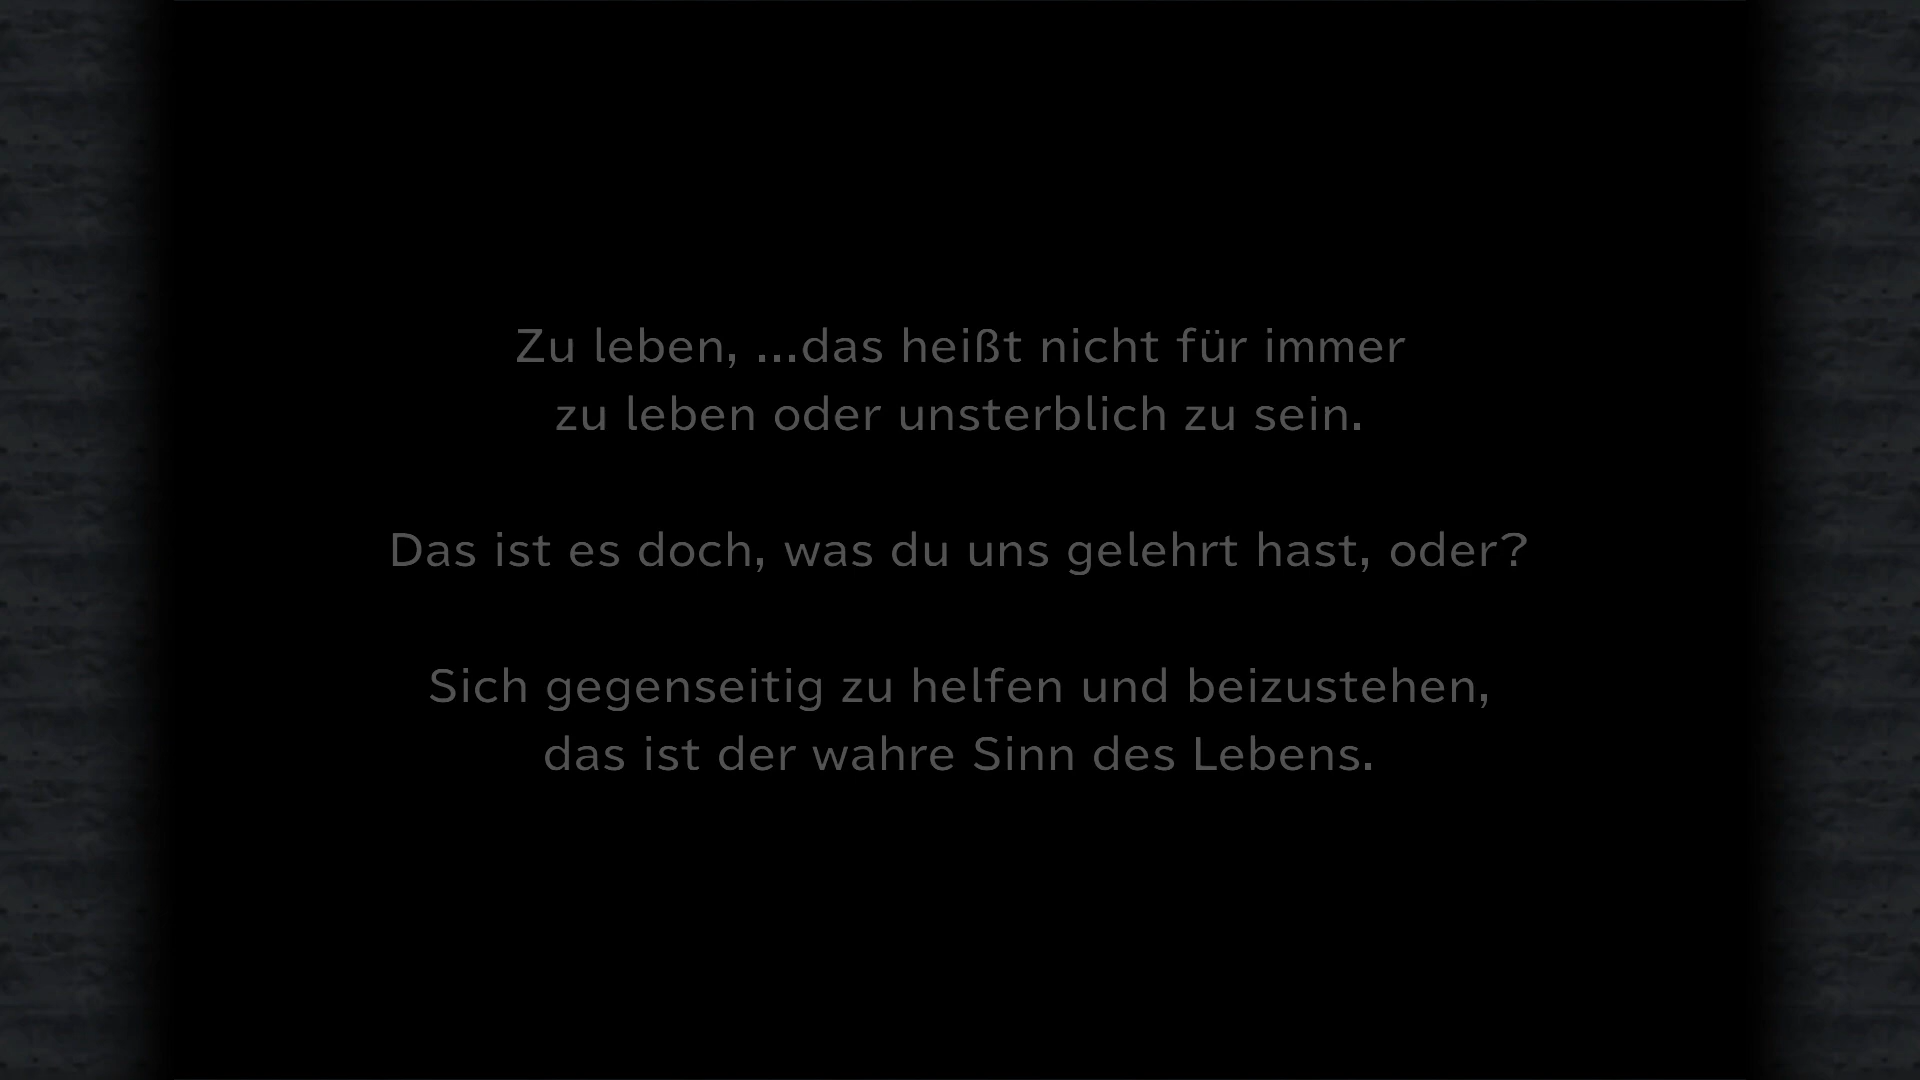 Zu leben, ...das heißt nicht für immer
zu leben oder unsterblich zu sein.
Das ist es doch, was du uns gelehrt hast, oder?
Sich gegenseitig zu helfen und beizustehen,
das ist der wahre Sinn des Lebens.